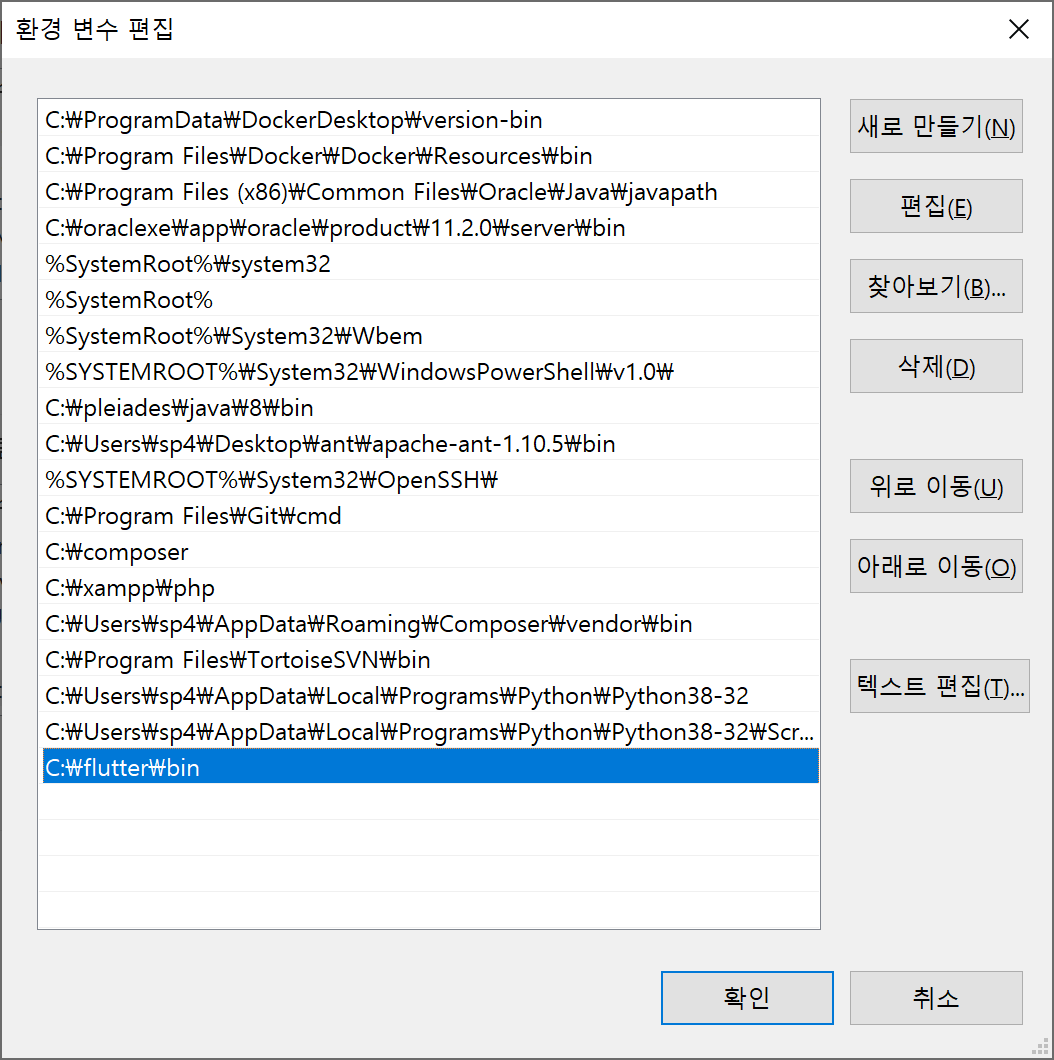 환경 변수 편집
C:₩ProgramData₩DockerDesktop₩version-bin
C:₩Program Files₩Docker₩Docker₩Resources₩bin
C:₩Program Files (x86)₩Common Files₩Oracle₩Java₩javapath
C:₩oraclexe₩app₩oracle₩product₩11.2.0₩server₩bin
%SystemRoot%₩system32
%SystemRoot%
%SystemRoot%₩System32₩Wbem
%SYSTEMROOT%₩System32₩WindowsPowerShell₩v1.0₩
C:₩pleiades₩java₩8₩bin
C:₩Users₩sp4₩Desktop₩ant₩apache-ant-1.10.5₩bin
%SYSTEMROOT%₩System32₩OpenSSH₩
C:₩Program Files₩Git₩cmd
C:₩composer
C:₩xampp₩php
C:₩Users₩sp4₩AppData₩Roaming₩Composer₩vendor₩bin
C:₩Program Files₩TortoiseSVN₩bin
C:₩Users₩sp4₩AppData₩Local₩Programs₩Python₩Python38-32
C:₩Users₩sp4₩AppData₩Local₩Programs₩Python₩Python38-32₩Scr...
C:₩flutter₩bin
새로 만들기(N)
편집(E)
찾아보기(B)...
삭제(D)
위로 이동(U)
아래로 이동(O)
텍스트 편집(T)...
확인
취소